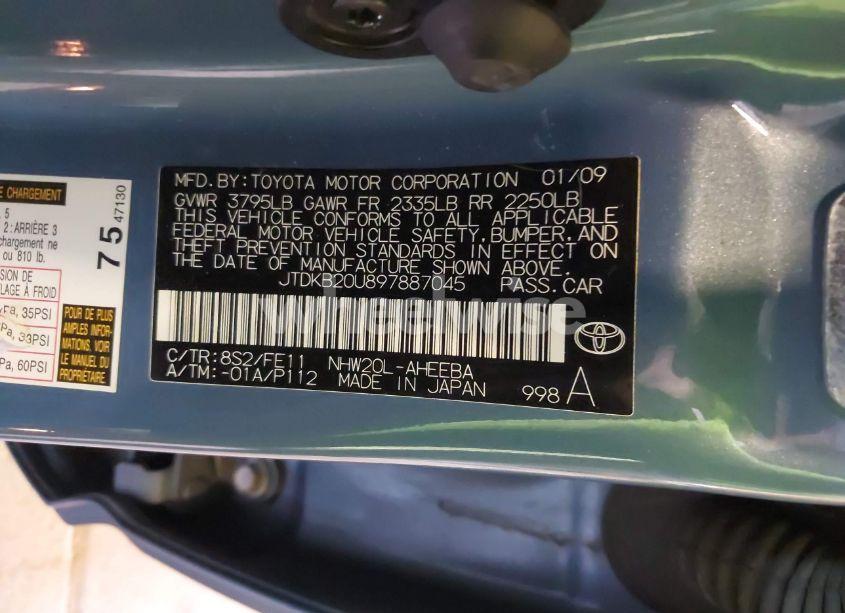 E CHARGEMENT
5
2 : ARRIÈRE 3
chargement ne
ou 810 lb.
75 47130
ESSION DE
LAGE À FROID
35PSI
33PSI
Pa, 60PSI
POUR DE PLUS
AMPLES INFOR-
MATIONS,
VOIR LE MANUEL DU
PROPRIÉTAIRE
MFD. BY: TOYOTA MOTOR CORPORATION 01/09
GVWR 3795LB GAWR FR 2335LB RR 2250LB
THIS VEHICLE CONFORMS TO ALL APPLICABLE
FEDERAL MOTOR VEHICLE SAFETY, BUMPER, AND
THEFT PREVENTION STANDARDS IN EFFECT ON
THE DATE OF MANUFACTURE SHOWN ABOVE.
JTDKB20U897887045 PASS. CAR
wheelwise
C/TR: 8S2/FE11 NHW20L-AHEEBA
A/TM: -01A/P112 MADE IN JAPAN 998 A